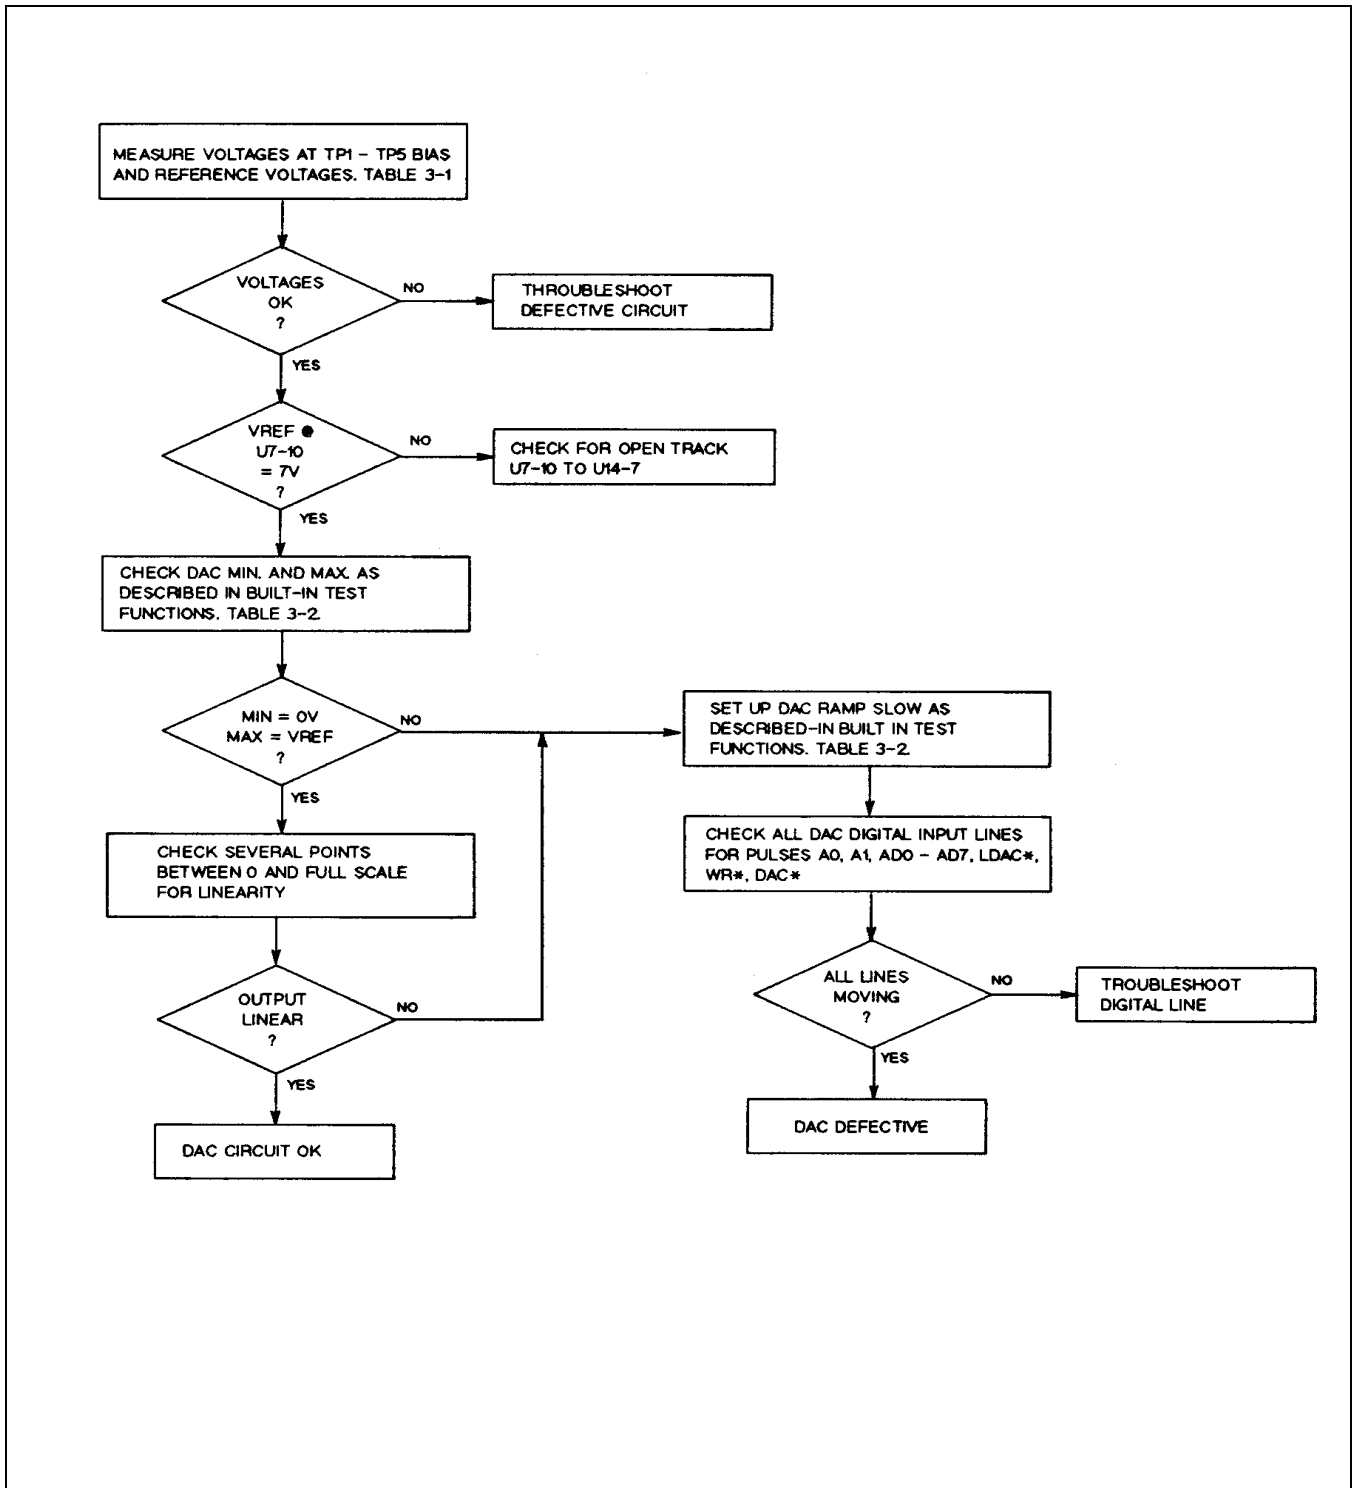 MEASURE VOLTAGES AT TP1 - TP5 BIAS
AND REFERENCE VOLTAGES. TABLE 3-1
VOLTAGES
OK
?
NO
THROUBLESHOOT
DEFECTIVE CIRCUIT
YES
VREF ●
U7-10
= 7V
?
NO
CHECK FOR OPEN TRACK
U7-10 TO U14-7
YES
CHECK DAC MIN. AND MAX. AS
DESCRIBED IN BUILT-IN TEST
FUNCTIONS. TABLE 3-2.
MIN = 0V
MAX = VREF
?
NO
YES
CHECK SEVERAL POINTS
BETWEEN 0 AND FULL SCALE
FOR LINEARITY
OUTPUT
LINEAR
?
NO
YES
DAC CIRCUIT OK
SET UP DAC RAMP SLOW AS
DESCRIBED-IN BUILT IN TEST
FUNCTIONS. TABLE 3-2.
CHECK ALL DAC DIGITAL INPUT LINES
FOR PULSES A0, A1, AD0 - AD7, LDAC*,
WR*, DAC*
ALL LINES
MOVING
?
NO
TROUBLESHOOT
DIGITAL LINE
YES
DAC DEFECTIVE